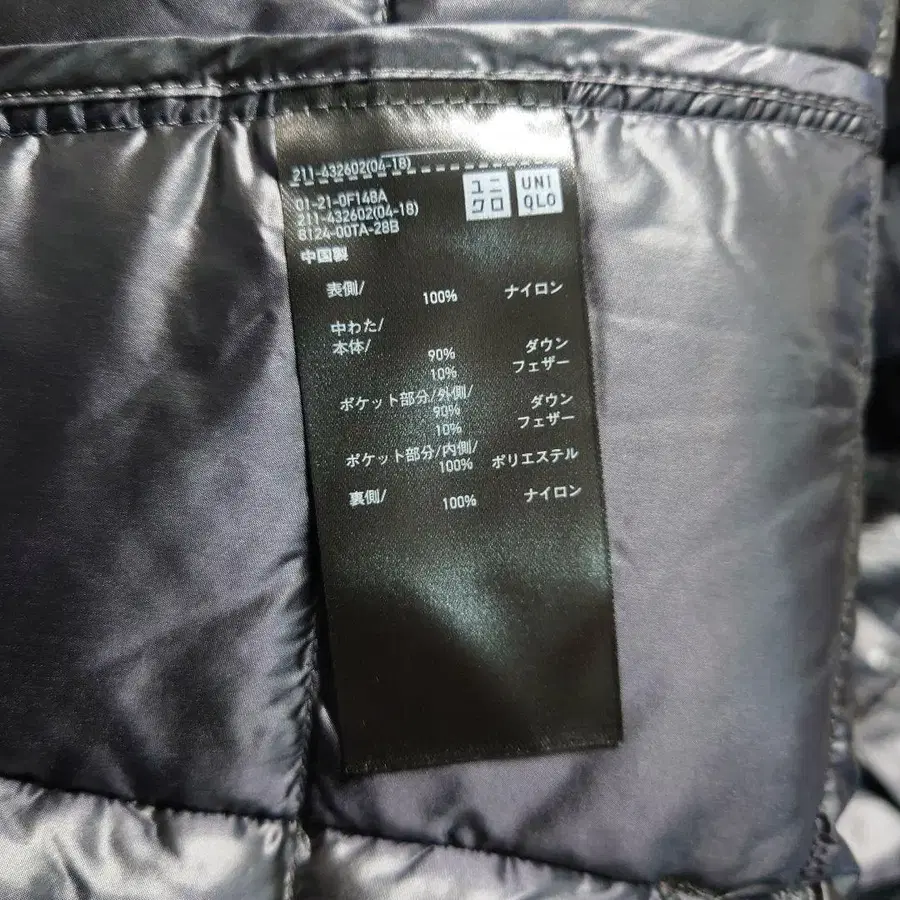 211-432602(04-18)
01-21-0F148A
211-432602(04-18)
8124-00TA-28B
ユニ
クロ
UNI
QLO
中国製
表側/
100% ナイロン
中わた/
本体/
90% ダウン
10% フェザー
ポケット部分/外側/
90% ダウン
10% フェザー
ポケット部分/内側/
100% ポリエステル
裏側/
100% ナイロン